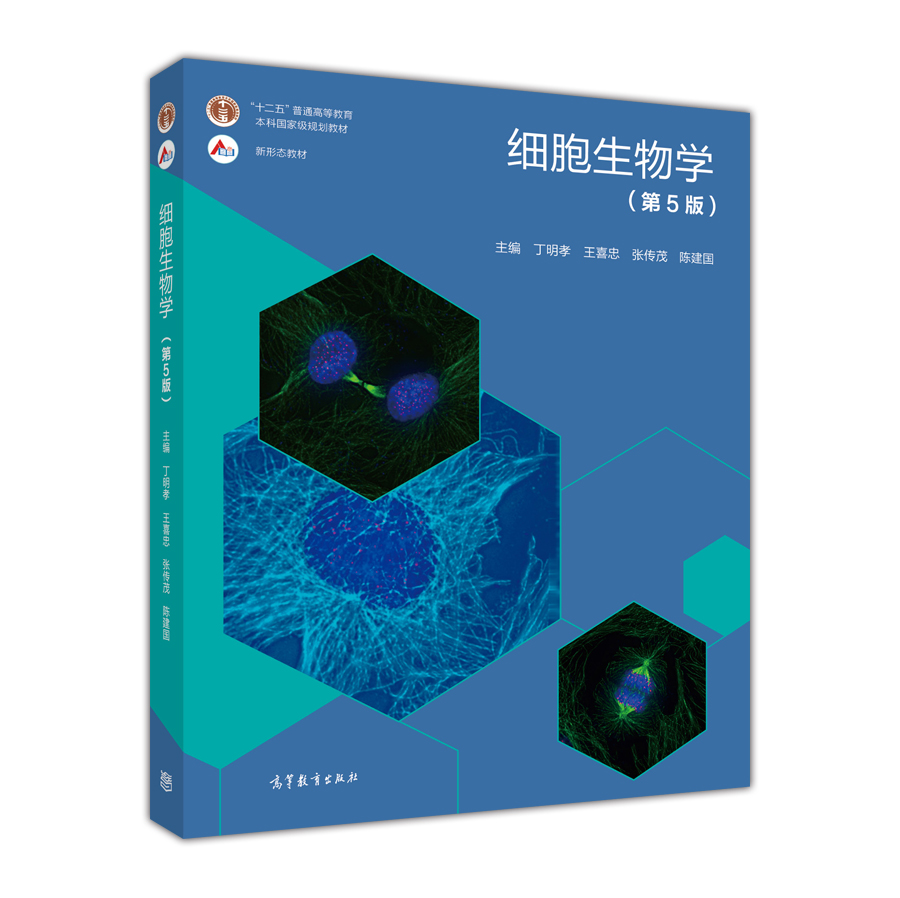 “十二五”普通高等教育
本科国家级规划教材
新形态教材
细胞生物学
（第5版）
主编 丁明孝 王喜忠 张传茂 陈建国
高等教育出版社
细胞生物学
（第5版）
主编 丁明孝 王喜忠 张传茂 陈建国